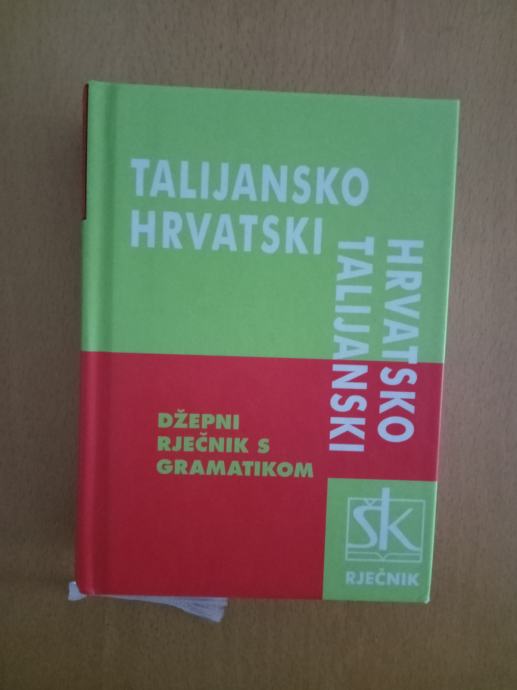 TALIJANSKO
HRVATSKI
HRVATSKO
TALIJANSKI
DŽEPNI
RJEČNIK S
GRAMATIKOM
ŠK
RJEČNIK